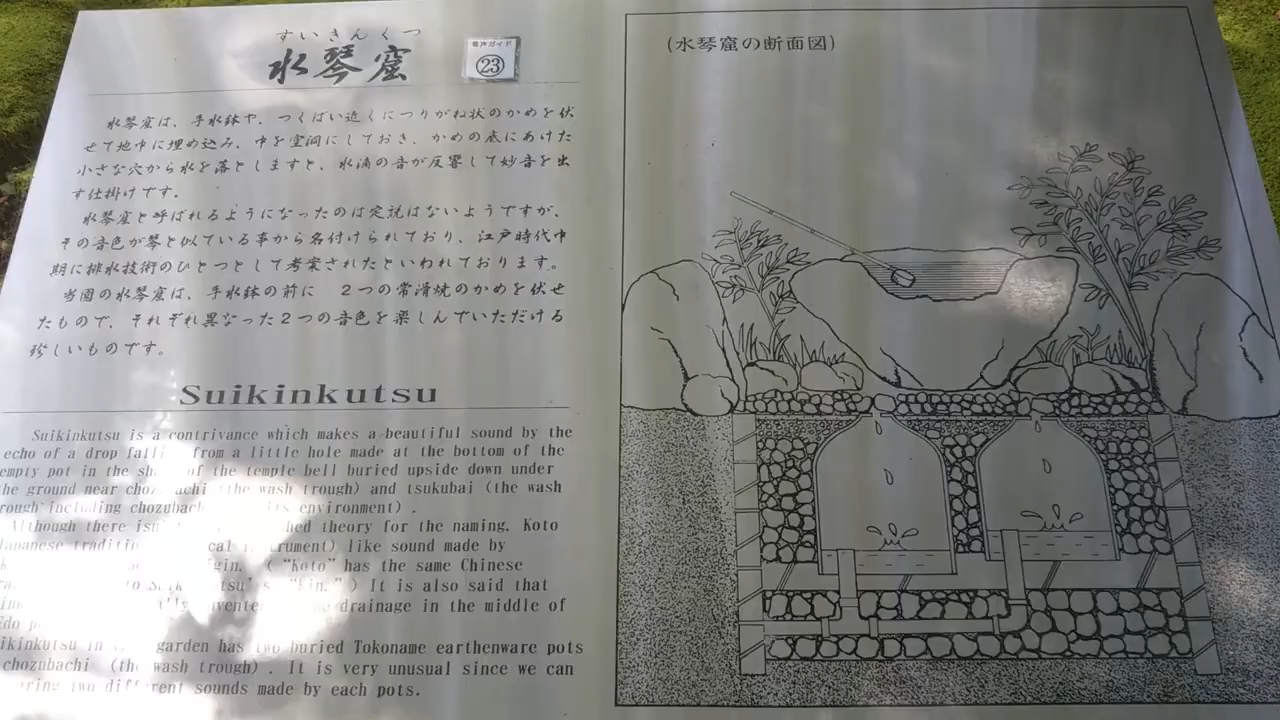 すいきんくつ
水琴窟
音声ガイド
23
水琴窟は、手水鉢や、つくばい近くにつりがね状のかめを伏
せて地中に埋め込み、中を空洞にしておき、かめの底にあけた
小さな穴から水を落としますと、水滴の音が反響して妙音を出
す仕掛けです。
水琴窟と呼ばれるようになったのは定説はないようですが、
その音色が琴と似ている事から名付けられており、江戸時代中
期に排水技術のひとつとして考案されたといわれております。
当園の水琴窟は、手水鉢の前に 2つの常滑焼のかめを伏せ
たもので、それぞれ異なった2つの音色を楽しんでいただける
珍しいものです。
Suikinkutsu
Suikinkutsu is a contrivance which makes a beautiful sound by the
echo of a drop from a little hole made at the bottom of the
empty pot in the of the temple bell buried upside down under
the ground near (the wash trough) and tsukubai (the wash
including environment).
Although there theory for the naming, Koto
like sound made by
("Koto" has the same Chinese
"Kin.") It is also said that
drainage in the middle of
garden has two buried Tokoname earthenware pots
chozubachi (the wash trough). It is very unusual since we can
two different sounds made by each pots.
(水琴窟の断面図)